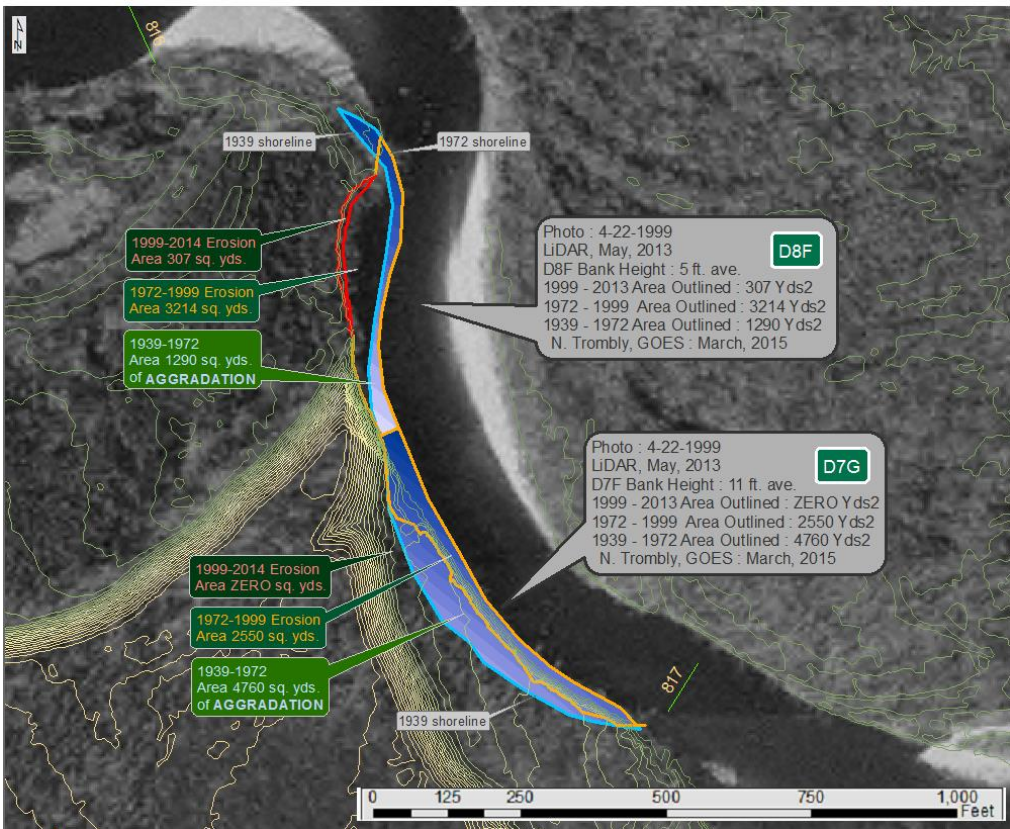 N
816
1939 shoreline
1972 shoreline
1999-2014 Erosion
Area 307 sq. yds.
1972-1999 Erosion
Area 3214 sq. yds.
1939-1972
Area 1290 sq. yds.
of AGGRADATION
Photo : 4-22-1999
LiDAR, May, 2013
D8F Bank Height : 5 ft. ave.
1999 - 2013 Area Outlined : 307 Yds2
1972 - 1999 Area Outlined : 3214 Yds2
1939 - 1972 Area Outlined : 1290 Yds2
N. Trombly, GOES : March, 2015
D8F
Photo : 4-22-1999
LiDAR, May, 2013
D7F Bank Height : 11 ft. ave.
1999 - 2013 Area Outlined : ZERO Yds2
1972 - 1999 Area Outlined : 2550 Yds2
1939 - 1972 Area Outlined : 4760 Yds2
N. Trombly, GOES : March, 2015
D7G
1999-2014 Erosion
Area ZERO sq. yds.
1972-1999 Erosion
Area 2550 sq. yds.
1939-1972
Area 4760 sq. yds.
of AGGRADATION
1939 shoreline
817
0 125 250 500 750 1,000
Feet